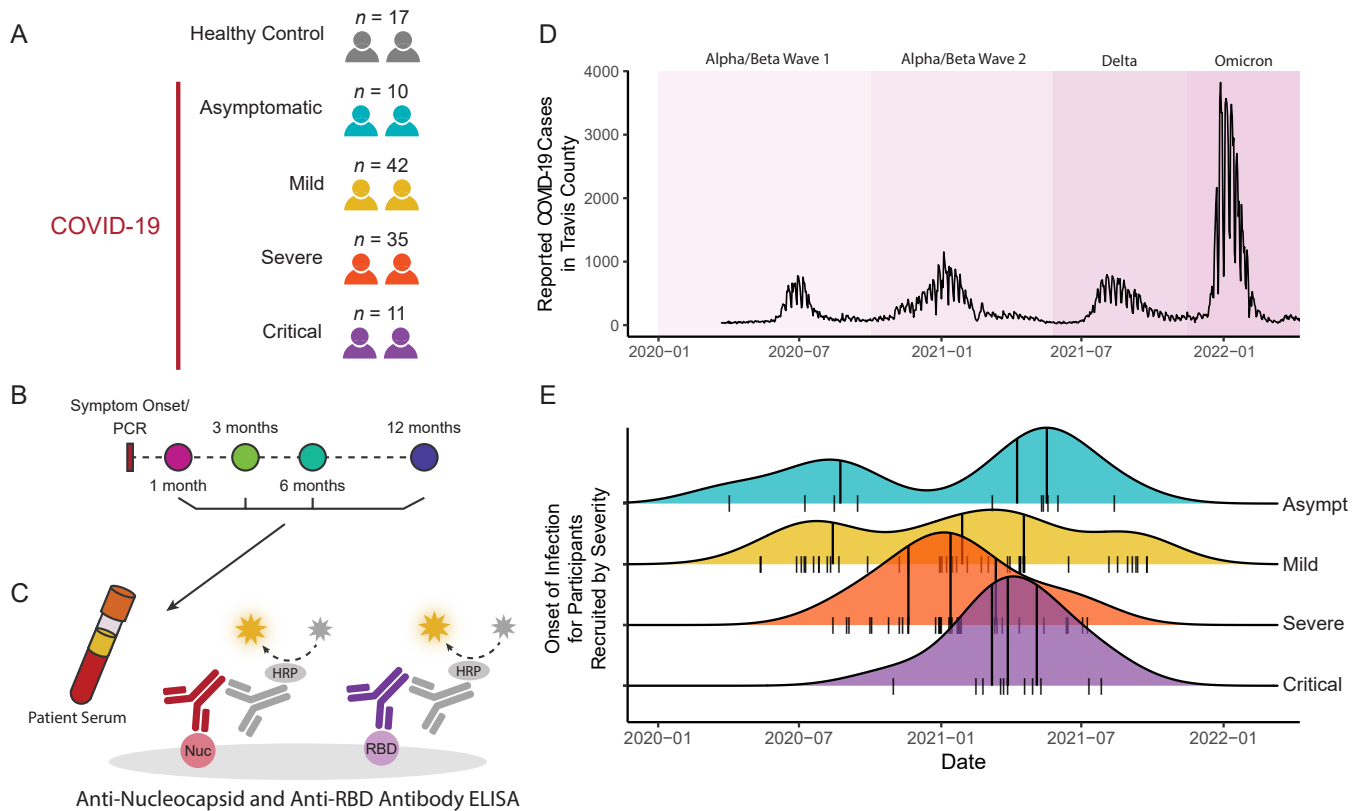 A
Healthy Control
n = 17
Asymptomatic
n = 10
Mild
n = 42
COVID-19
Severe
n = 35
Critical
n = 11
B
Symptom Onset/
PCR
3 months
12 months
1 month
6 months
C
HRP
HRP
Patient Serum
Nuc
RBD
Anti-Nucleocapsid and Anti-RBD Antibody ELISA
D
Alpha/Beta Wave 1
Alpha/Beta Wave 2
Delta
Omicron
Reported COVID-19 Cases
in Travis County
4000
3000
2000
1000
0
2020-01
2020-07
2021-01
2021-07
2022-01
E
Onset of Infection
for Participants
Recruited by Severity
Asympt
Mild
Severe
Critical
2020-01
2020-07
2021-01
2021-07
2022-01
Date